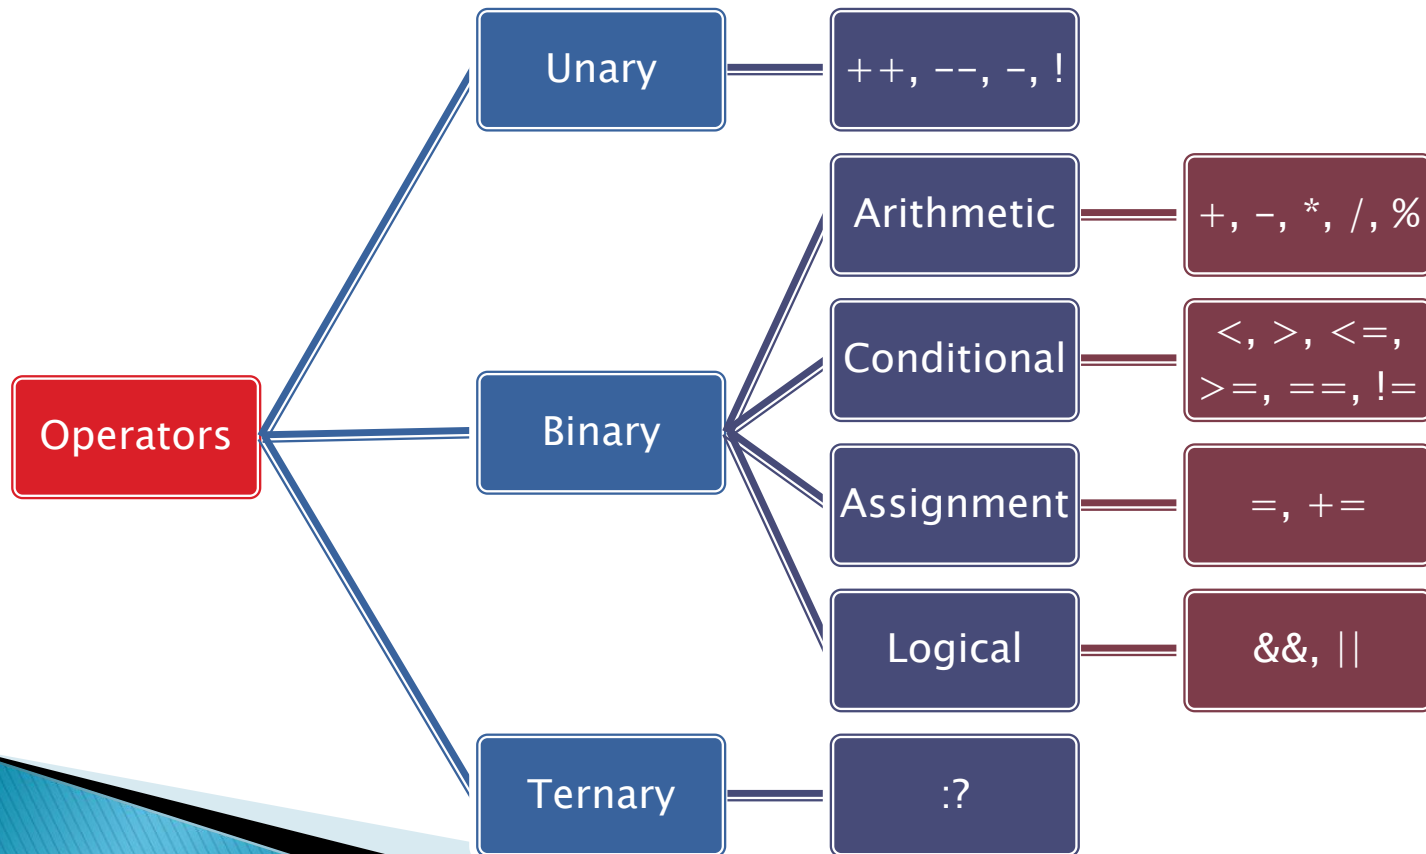 Operators
Unary
++, --, -, !
Binary
Arithmetic
+, -, *, /, %
Conditional
<, >, <=,
>=, ==, !=
Assignment
=, +=
Logical
&&, ||
Ternary
:?